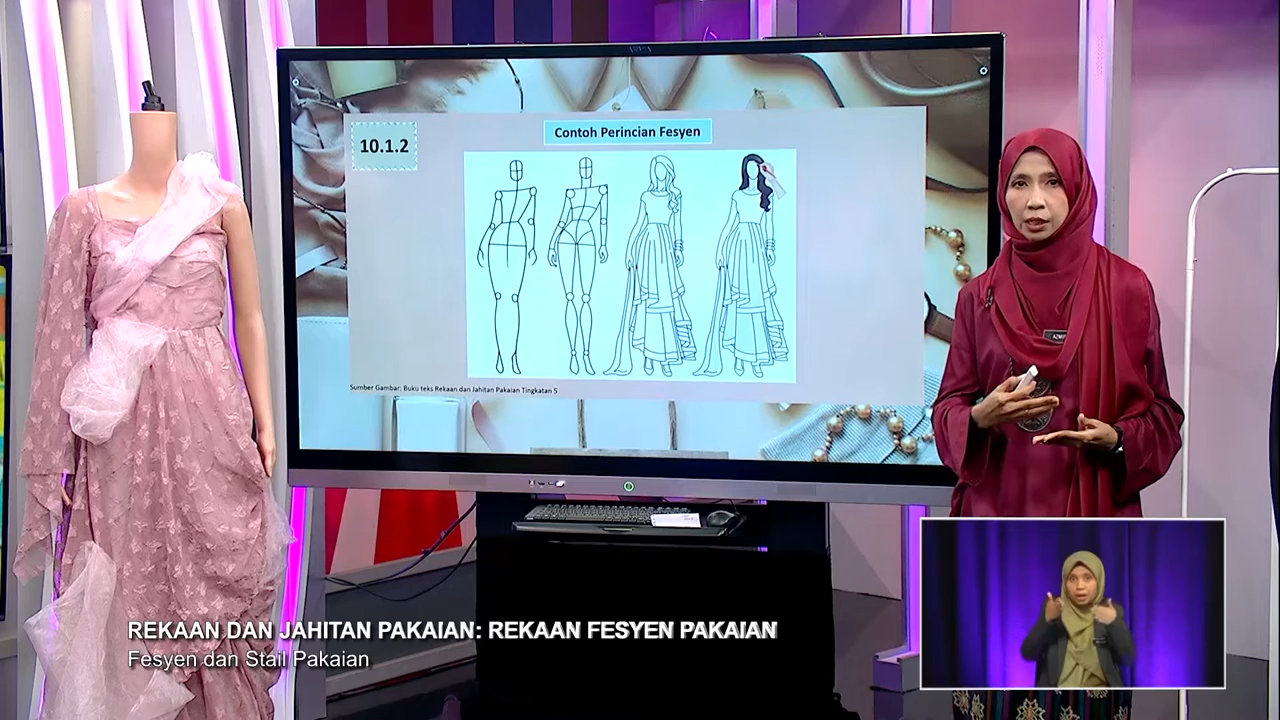 10.1.2
Contoh Perincian Fesyen
Sumber Gambar: Buku teks Rekaan dan Jahitan Pakaian Tingkatan 5
REKAAN DAN JAHITAN PAKAIAN: REKAAN FESYEN PAKAIAN
Fesyen dan Stail Pakaian